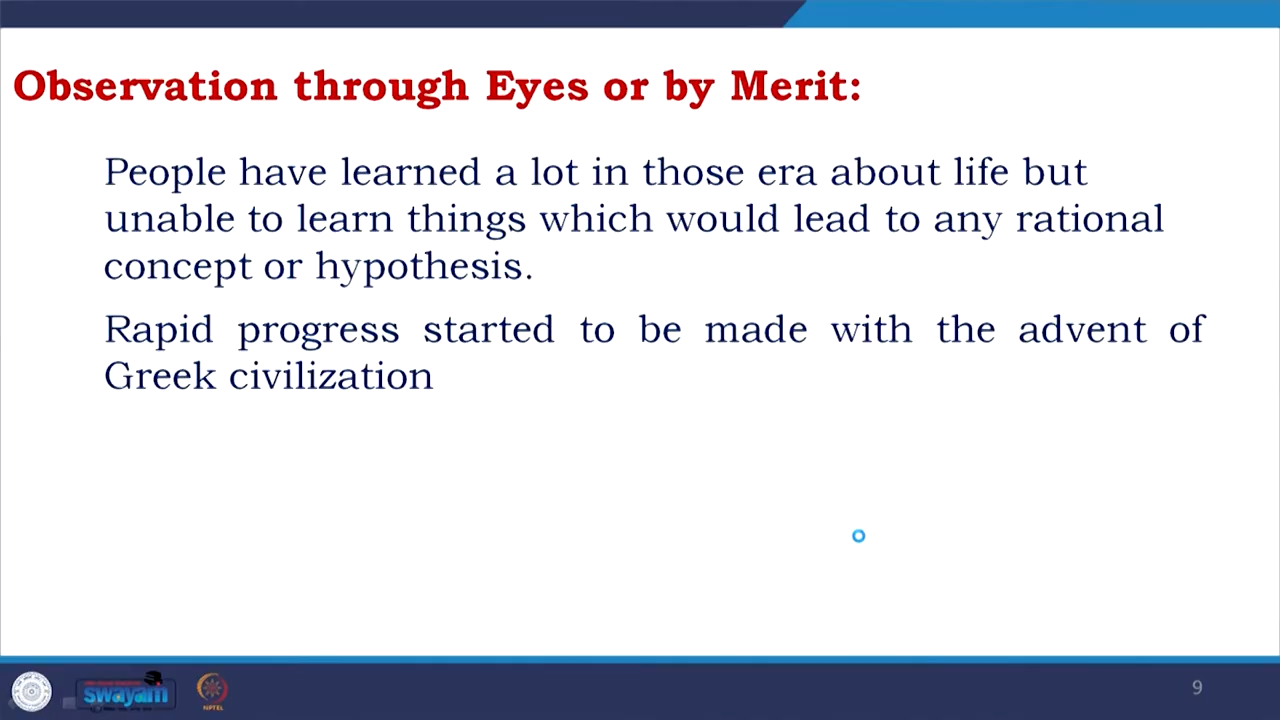 Observation through Eyes or by Merit:
People have learned a lot in those era about life but
unable to learn things which would lead to any rational
concept or hypothesis.
Rapid progress started to be made with the advent of
Greek civilization
swayam
NPTEL
9